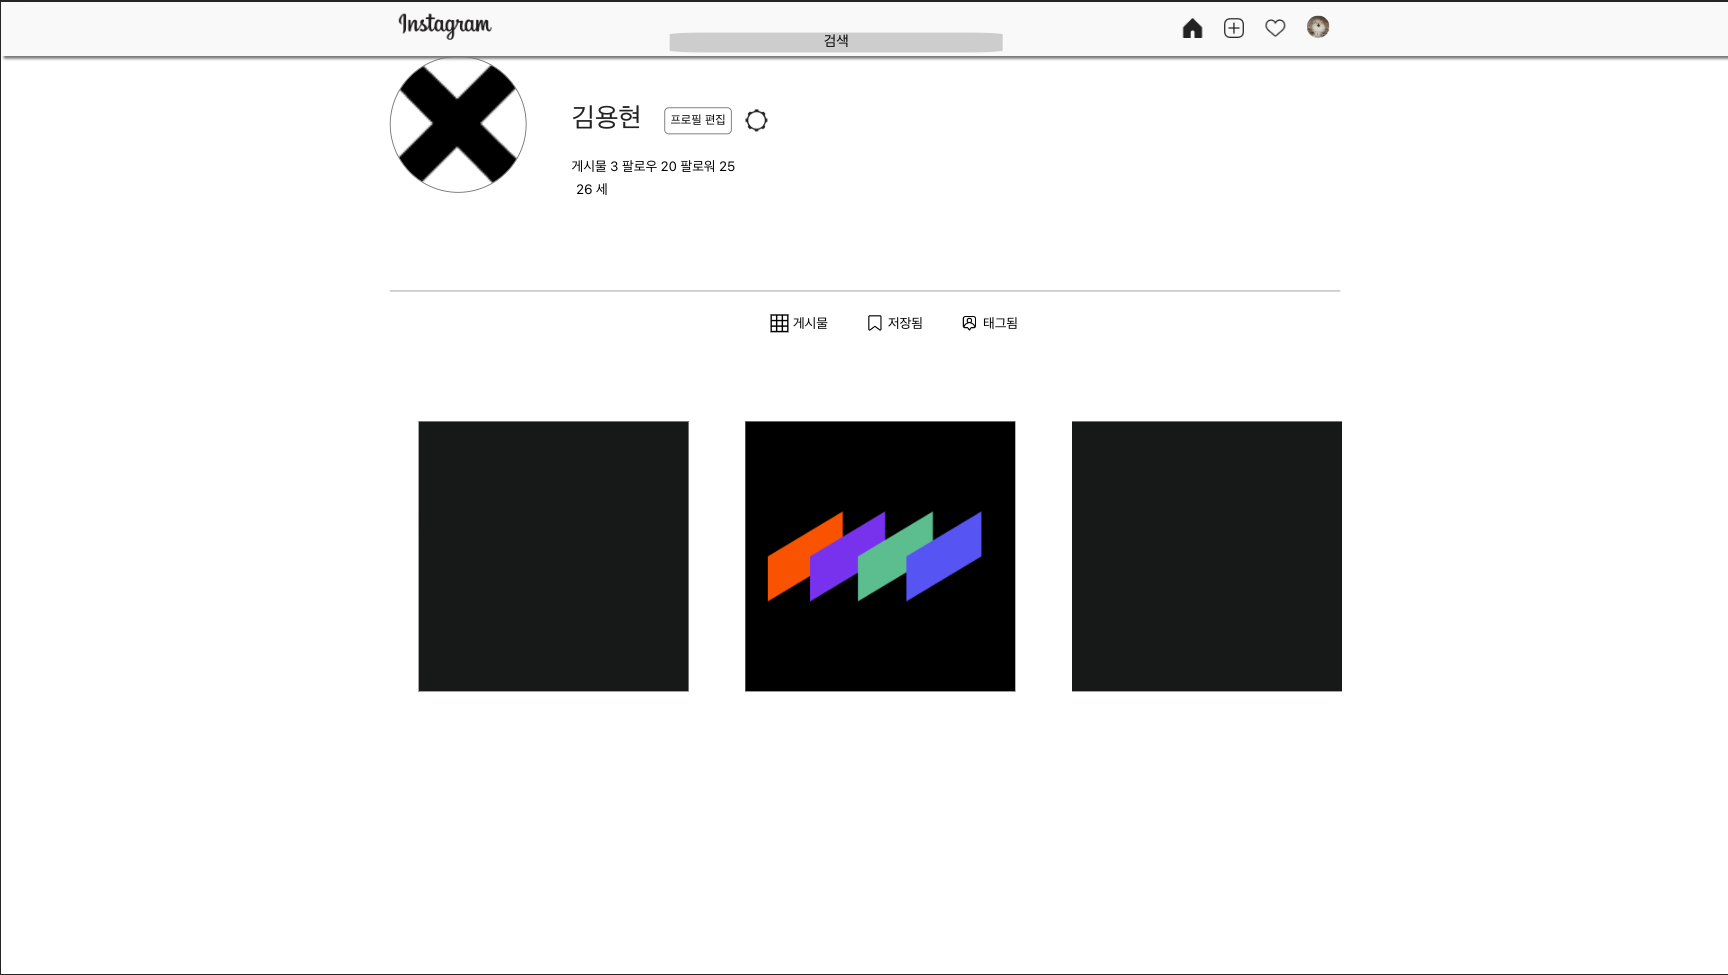 Instagram
검색
김용현
프로필 편집
게시물 3 팔로우 20 팔로워 25
26 세
게시물 저장됨 태그됨